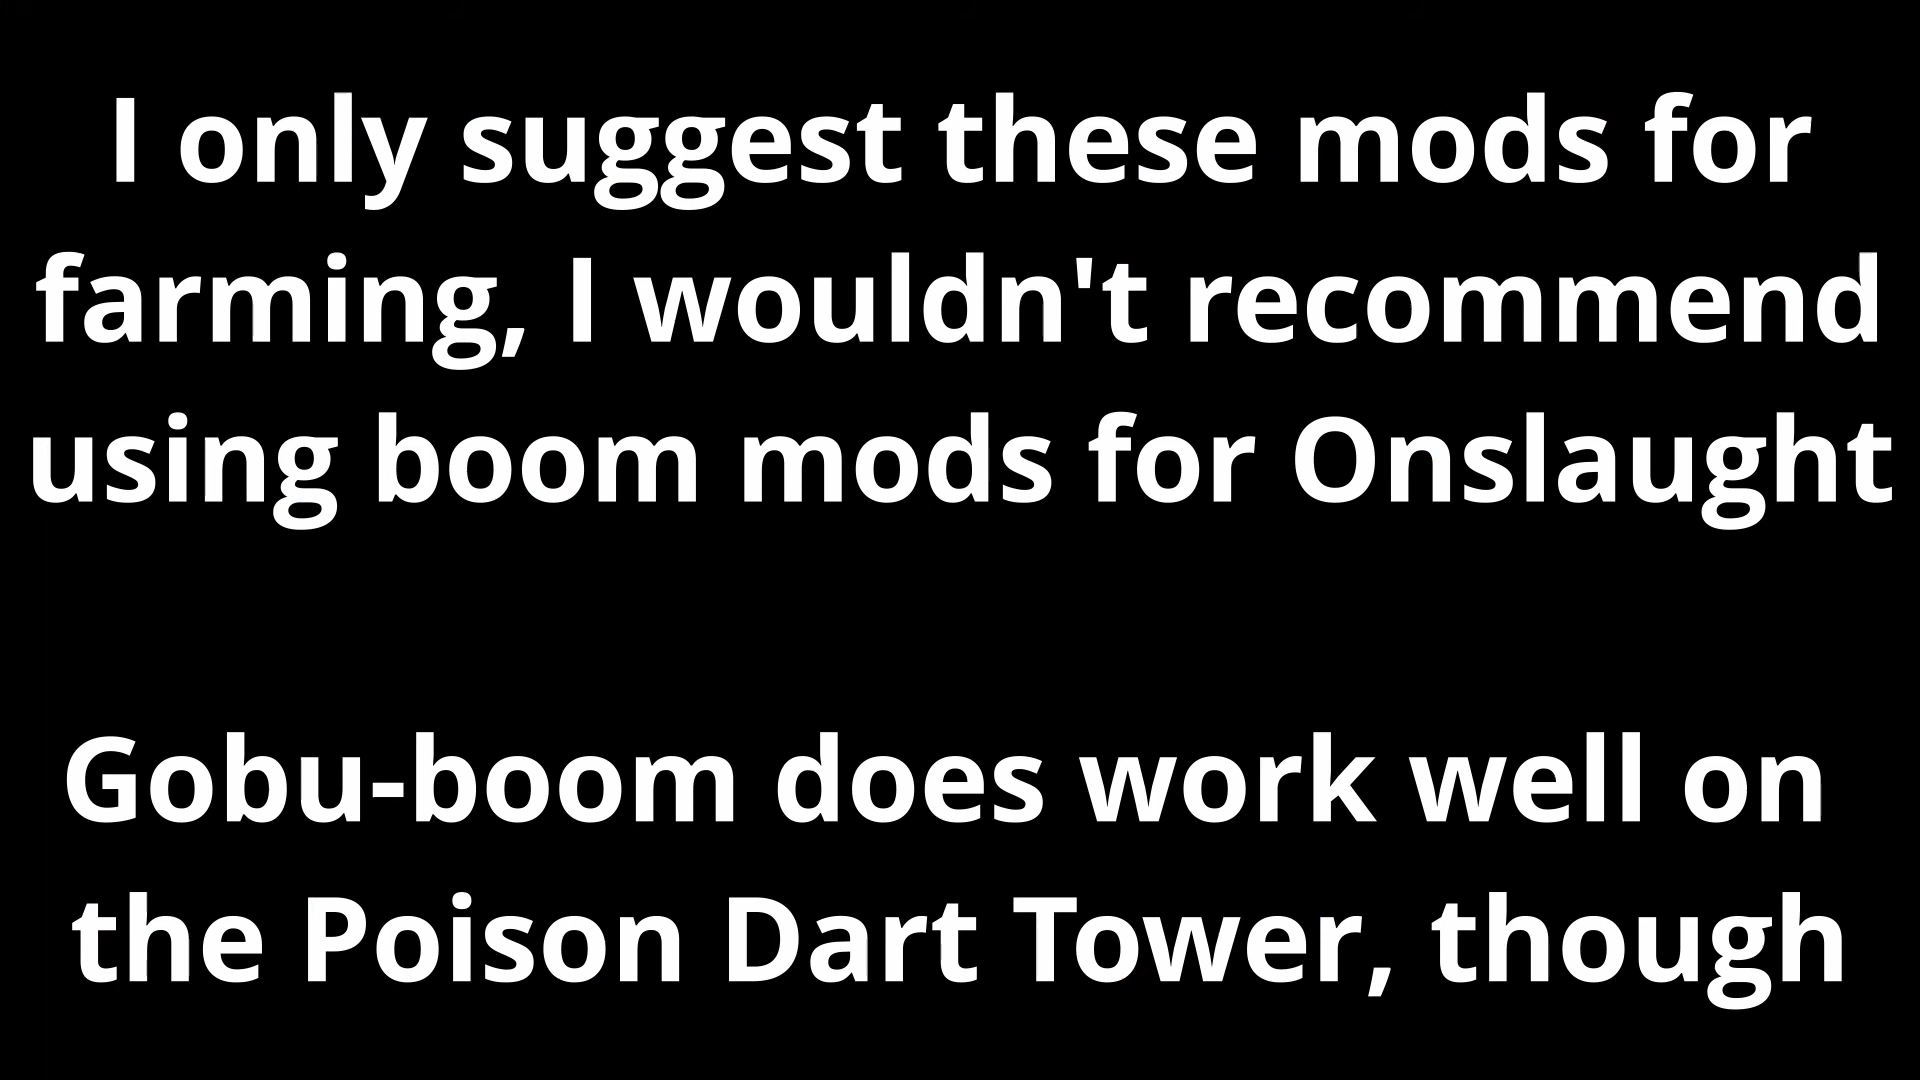 I only suggest these mods for
farming, I wouldn't recommend
using boom mods for Onslaught
Gobu-boom does work well on
the Poison Dart Tower, though